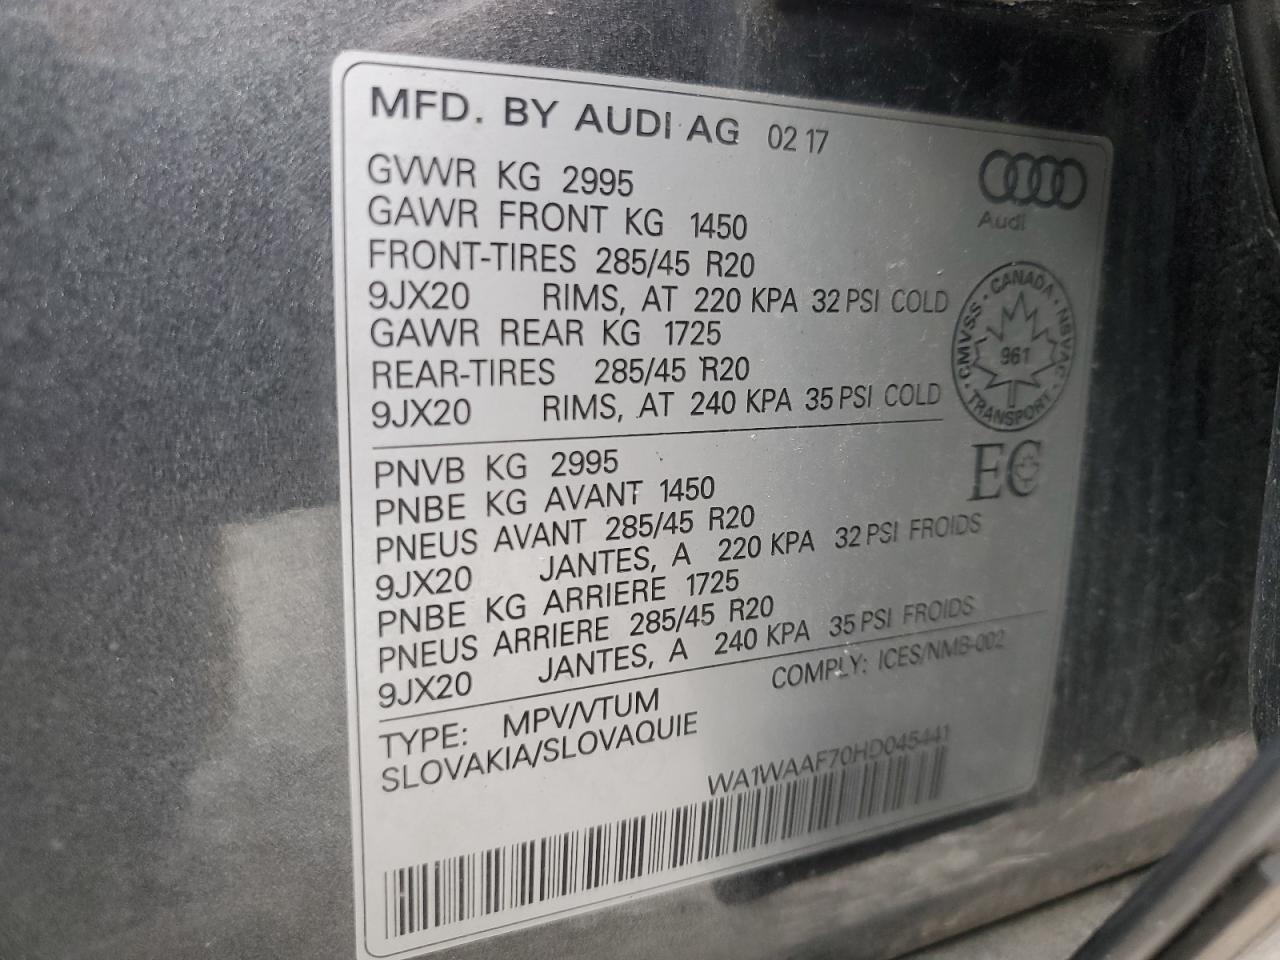 MFD. BY AUDI AG 02 17
GVWR KG 2995
GAWR FRONT KG 1450
FRONT-TIRES 285/45 R20
9JX20 RIMS, AT 220 KPA 32 PSI COLD
GAWR REAR KG 1725
REAR-TIRES 285/45 R20
9JX20 RIMS, AT 240 KPA 35 PSI COLD
Audi
CMVSS · CANADA · NSVAC · TRANSPORT ·
961
EC
PNVB KG 2995
PNBE KG AVANT 1450
PNEUS AVANT 285/45 R20
9JX20 JANTES, A 220 KPA 32 PSI FROIDS
PNBE KG ARRIERE 1725
PNEUS ARRIERE 285/45 R20
9JX20 JANTES, A 240 KPA 35 PSI FROIDS
TYPE: MPV/VTUM COMPLY: ICES/NMB-002
SLOVAKIA/SLOVAQUIE
WA1WAAF70HD045441